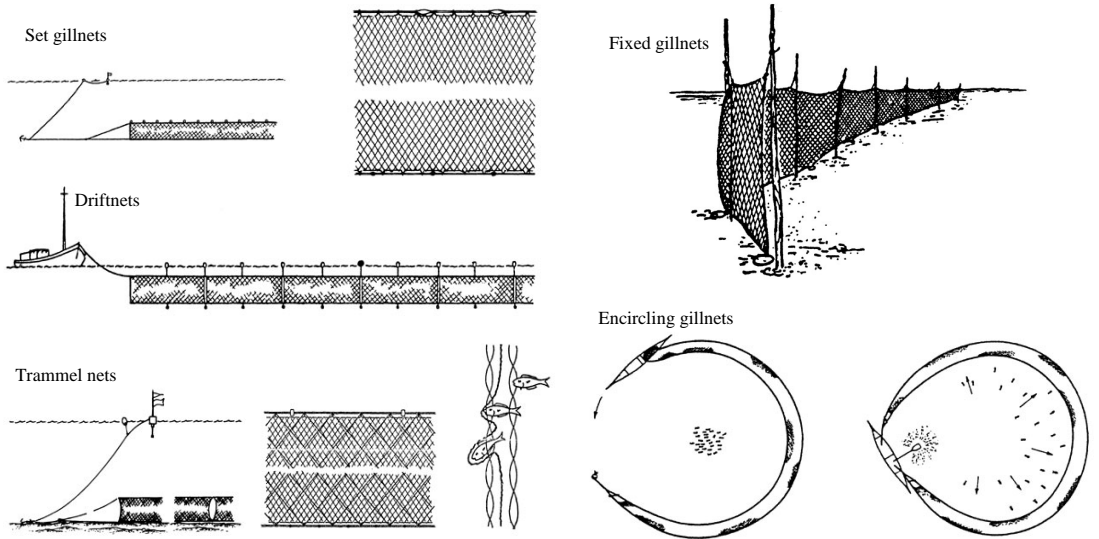 Set gillnets
Fixed gillnets
Driftnets
Encircling gillnets
Trammel nets